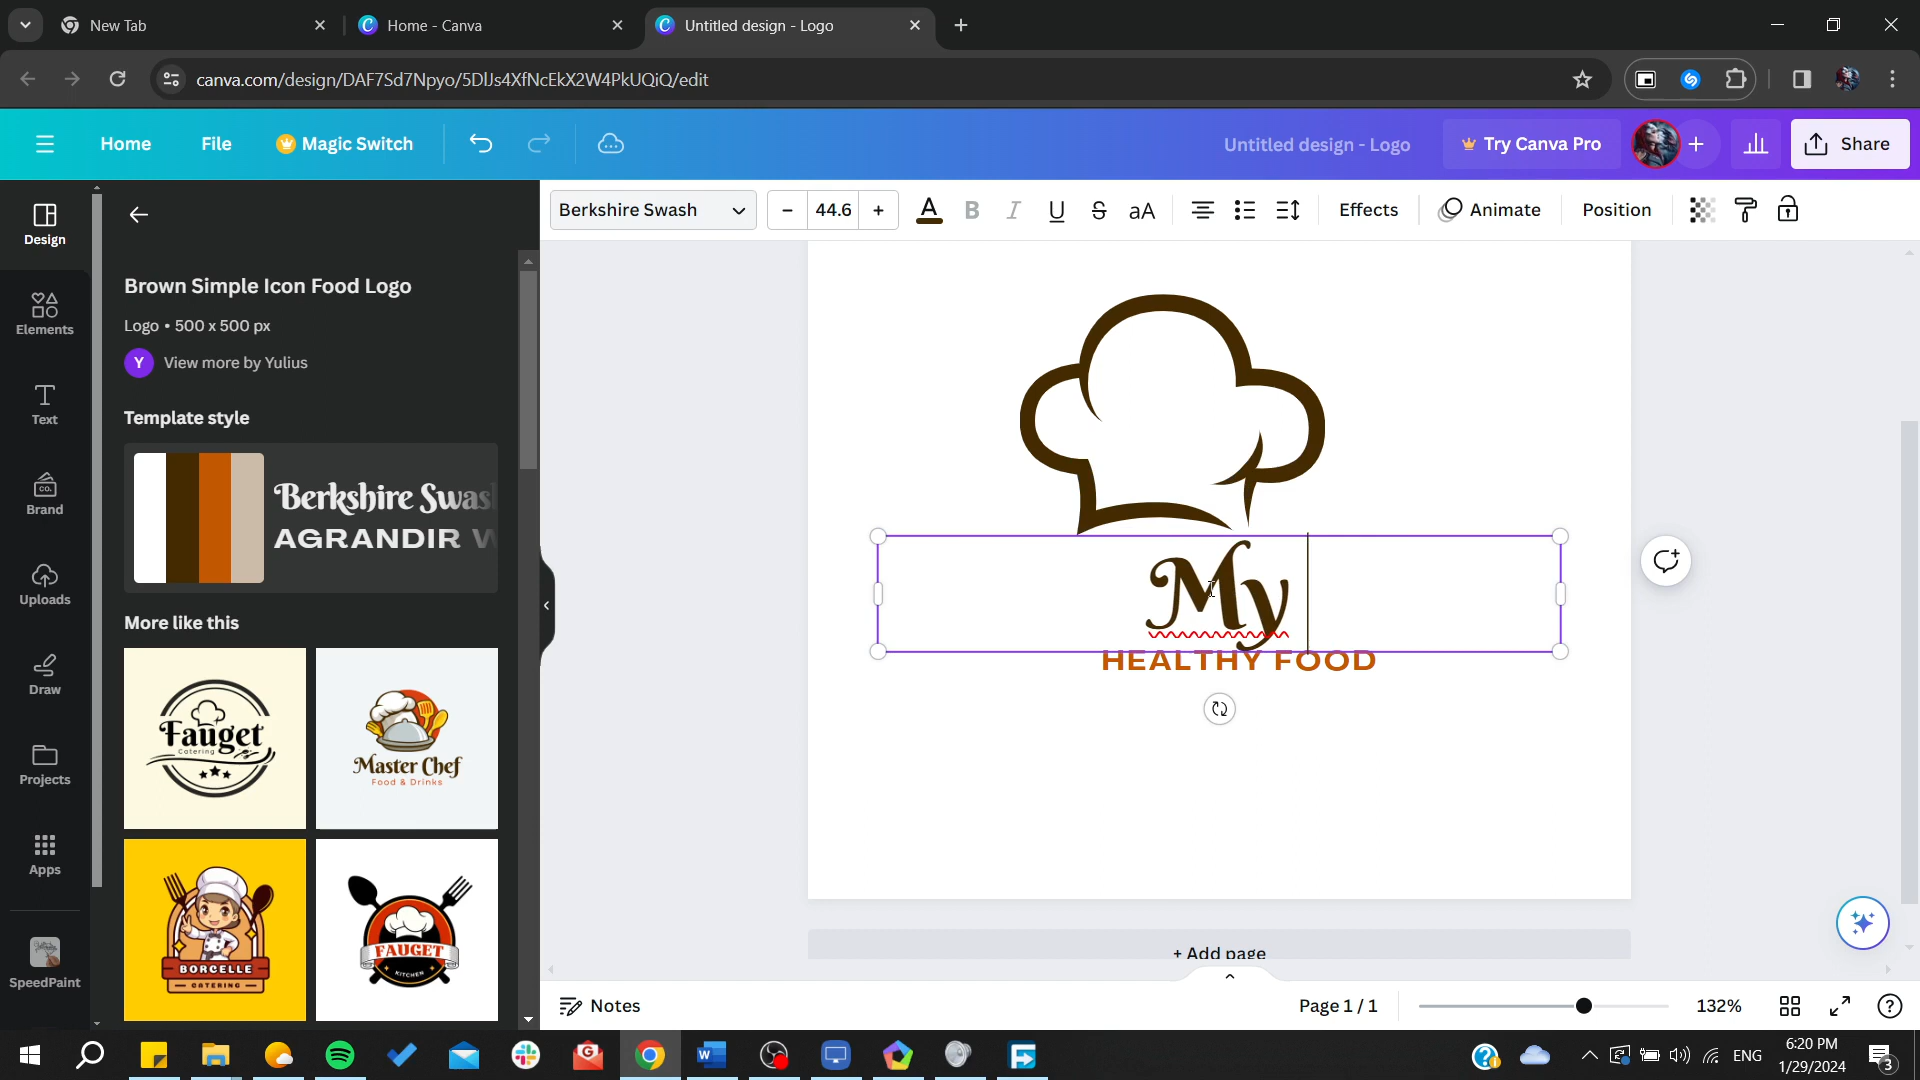 New Tab
Home - Canva
Untitled design - Logo
canva.com/design/DAF7Sd7Npyo/5DlJs4XfNcEkX2W4PkUQiQ/edit
Home
File
Magic Switch
Untitled design - Logo
Try Canva Pro
Share
Design
Elements
Text
Brand
Uploads
Draw
Projects
Apps
SpeedPaint
Brown Simple Icon Food Logo
Logo • 500 x 500 px
Y
View more by Yulius
Template style
Berkshire Swas
AGRANDIR W
More like this
Fauget
Catering
Master Chef
Food & Drinks
BORCELLE
CATERING
FAUGET
KITCHEN
Berkshire Swash
44.6
Effects
Animate
Position
My
HEALTHY FOOD
+ Add page
Notes
Page 1 / 1
132%
ENG
6:20 PM
1/29/2024
3